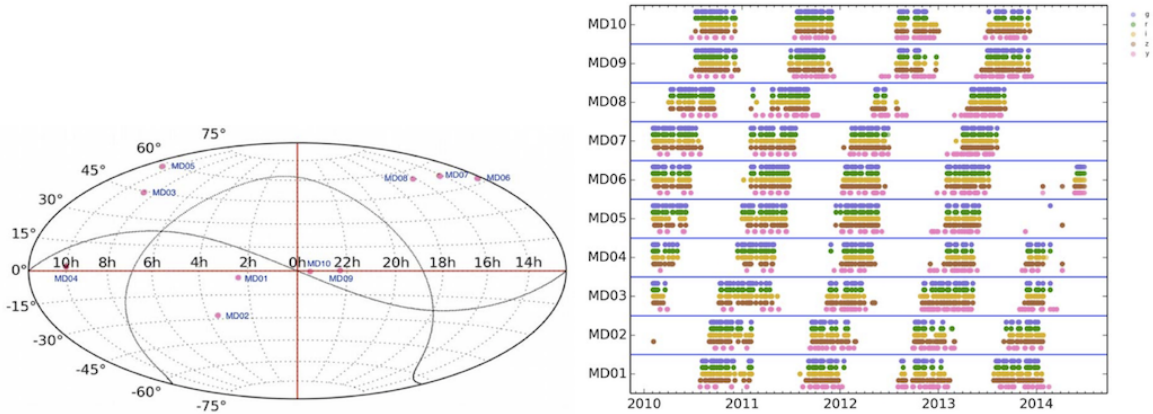 75°
60°
45°
30°
15°
0°
-15°
-30°
-45°
-60°
-75°
10h 8h 6h 4h 2h 0h 22h 20h 18h 16h 14h
MD05
MD03
MD08
MD07
MD06
MD04
MD10
MD01
MD09
MD02
MD10
MD09
MD08
MD07
MD06
MD05
MD04
MD03
MD02
MD01
2010 2011 2012 2013 2014
g
r
i
z
y